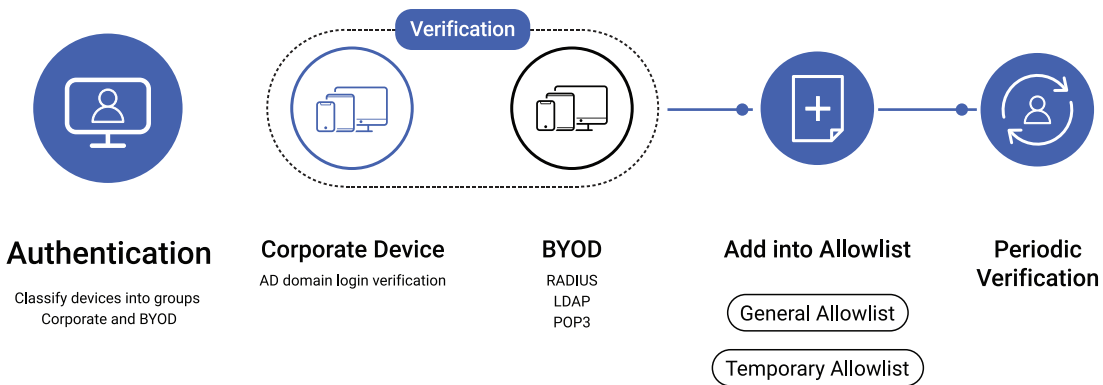 Verification
Authentication
Classify devices into groups
Corporate and BYOD
Corporate Device
AD domain login verification
BYOD
RADIUS
LDAP
POP3
Add into Allowlist
General Allowlist
Temporary Allowlist
Periodic
Verification